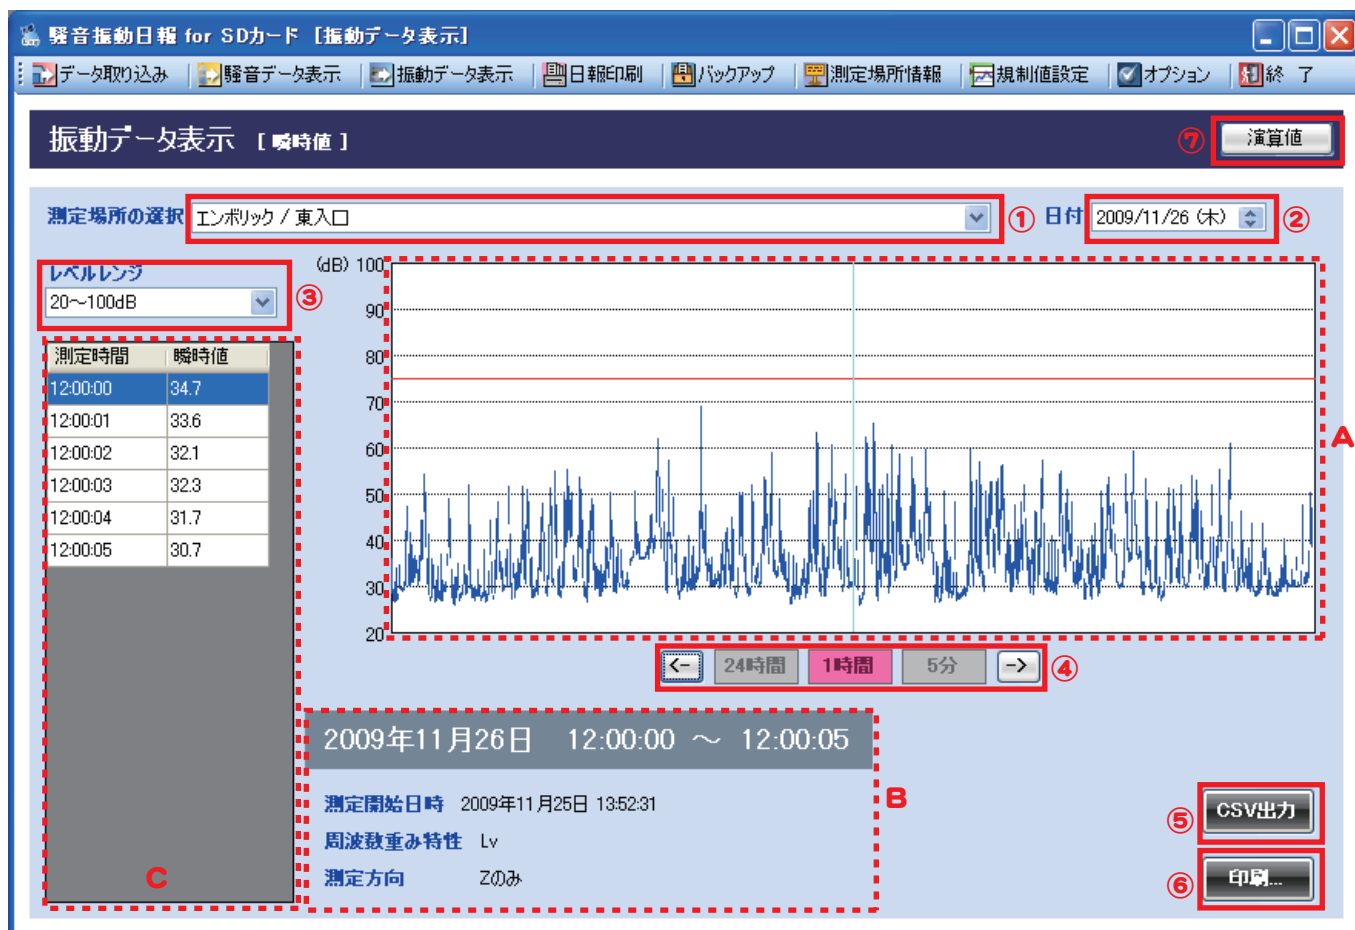 騒音振動日報 for SDカード [振動データ表示]
データ取り込み 騒音データ表示 振動データ表示 日報印刷 バックアップ 測定場所情報 規制値設定 オプション 終 了
振動データ表示 [ 瞬時値 ] ⑦ 演算値
測定場所の選択 エンボリック / 東入口 ① 日付 2009/11/26 (木) ②
レベルレンジ
20～100dB ③
(dB) 100
90
80
70
60
50
40
30
20
A
測定時間 瞬時値
12:00:00 34.7
12:00:01 33.6
12:00:02 32.1
12:00:03 32.3
12:00:04 31.7
12:00:05 30.7
C
<- 24時間 1時間 5分 -> ④
2009年11月26日 12:00:00 ～ 12:00:05
測定開始日時 2009年11月25日 13:52:31
周波数重み特性 Lv
測定方向 Zのみ
B
⑤ CSV出力
⑥ 印刷...